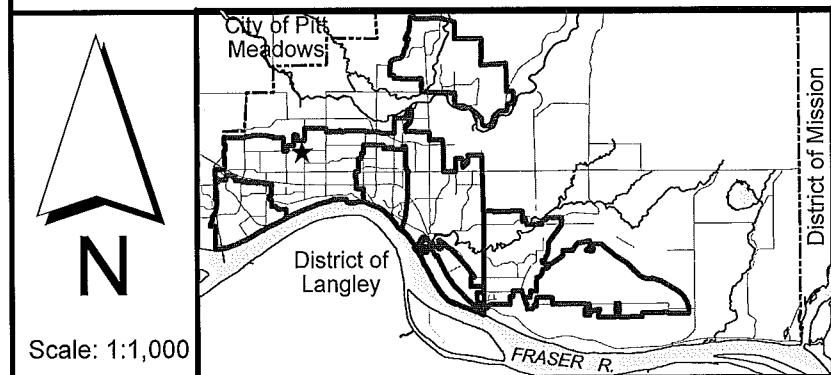 N
Scale: 1:1,000
City of Pitt
Meadows
District of
Langley
FRASER R.
District of Mission